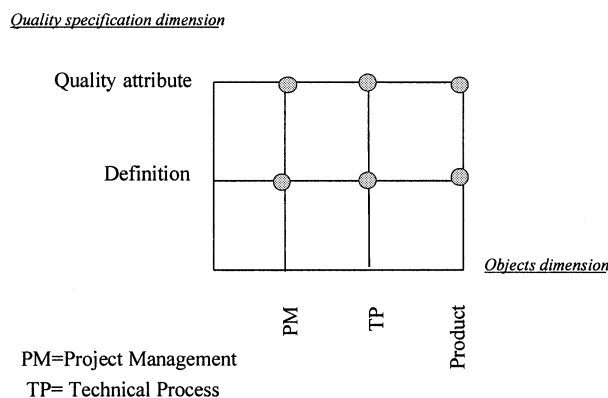 Quality specification dimension
Quality attribute
Definition
Objects dimension
PM
TP
Product
PM=Project Management
TP= Technical Process